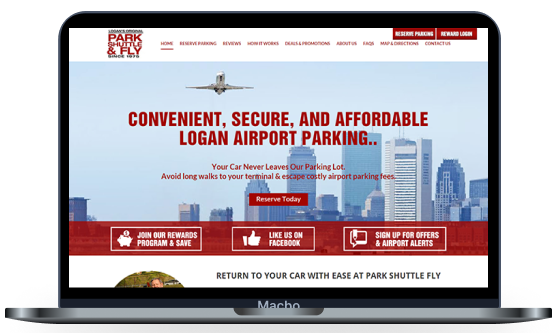 LOGAN'S ORIGINAL
PARK
SHUTTLE
& FLY
SINCE 1978
RESERVE PARKING
REWARD LOGIN
HOME
RESERVE PARKING
REVIEWS
HOW IT WORKS
DEALS & PROMOTIONS
ABOUT US
FAQS
MAP & DIRECTIONS
CONTACT US
CONVENIENT, SECURE, AND AFFORDABLE
LOGAN AIRPORT PARKING..
Your Car Never Leaves Our Parking Lot.
Avoid long walks to your terminal & escape costly airport parking fees.
Reserve Today
JOIN OUR REWARDS
PROGRAM & SAVE
LIKE US ON
FACEBOOK
SIGN UP FOR OFFERS
& AIRPORT ALERTS
RETURN TO YOUR CAR WITH EASE AT PARK SHUTTLE FLY